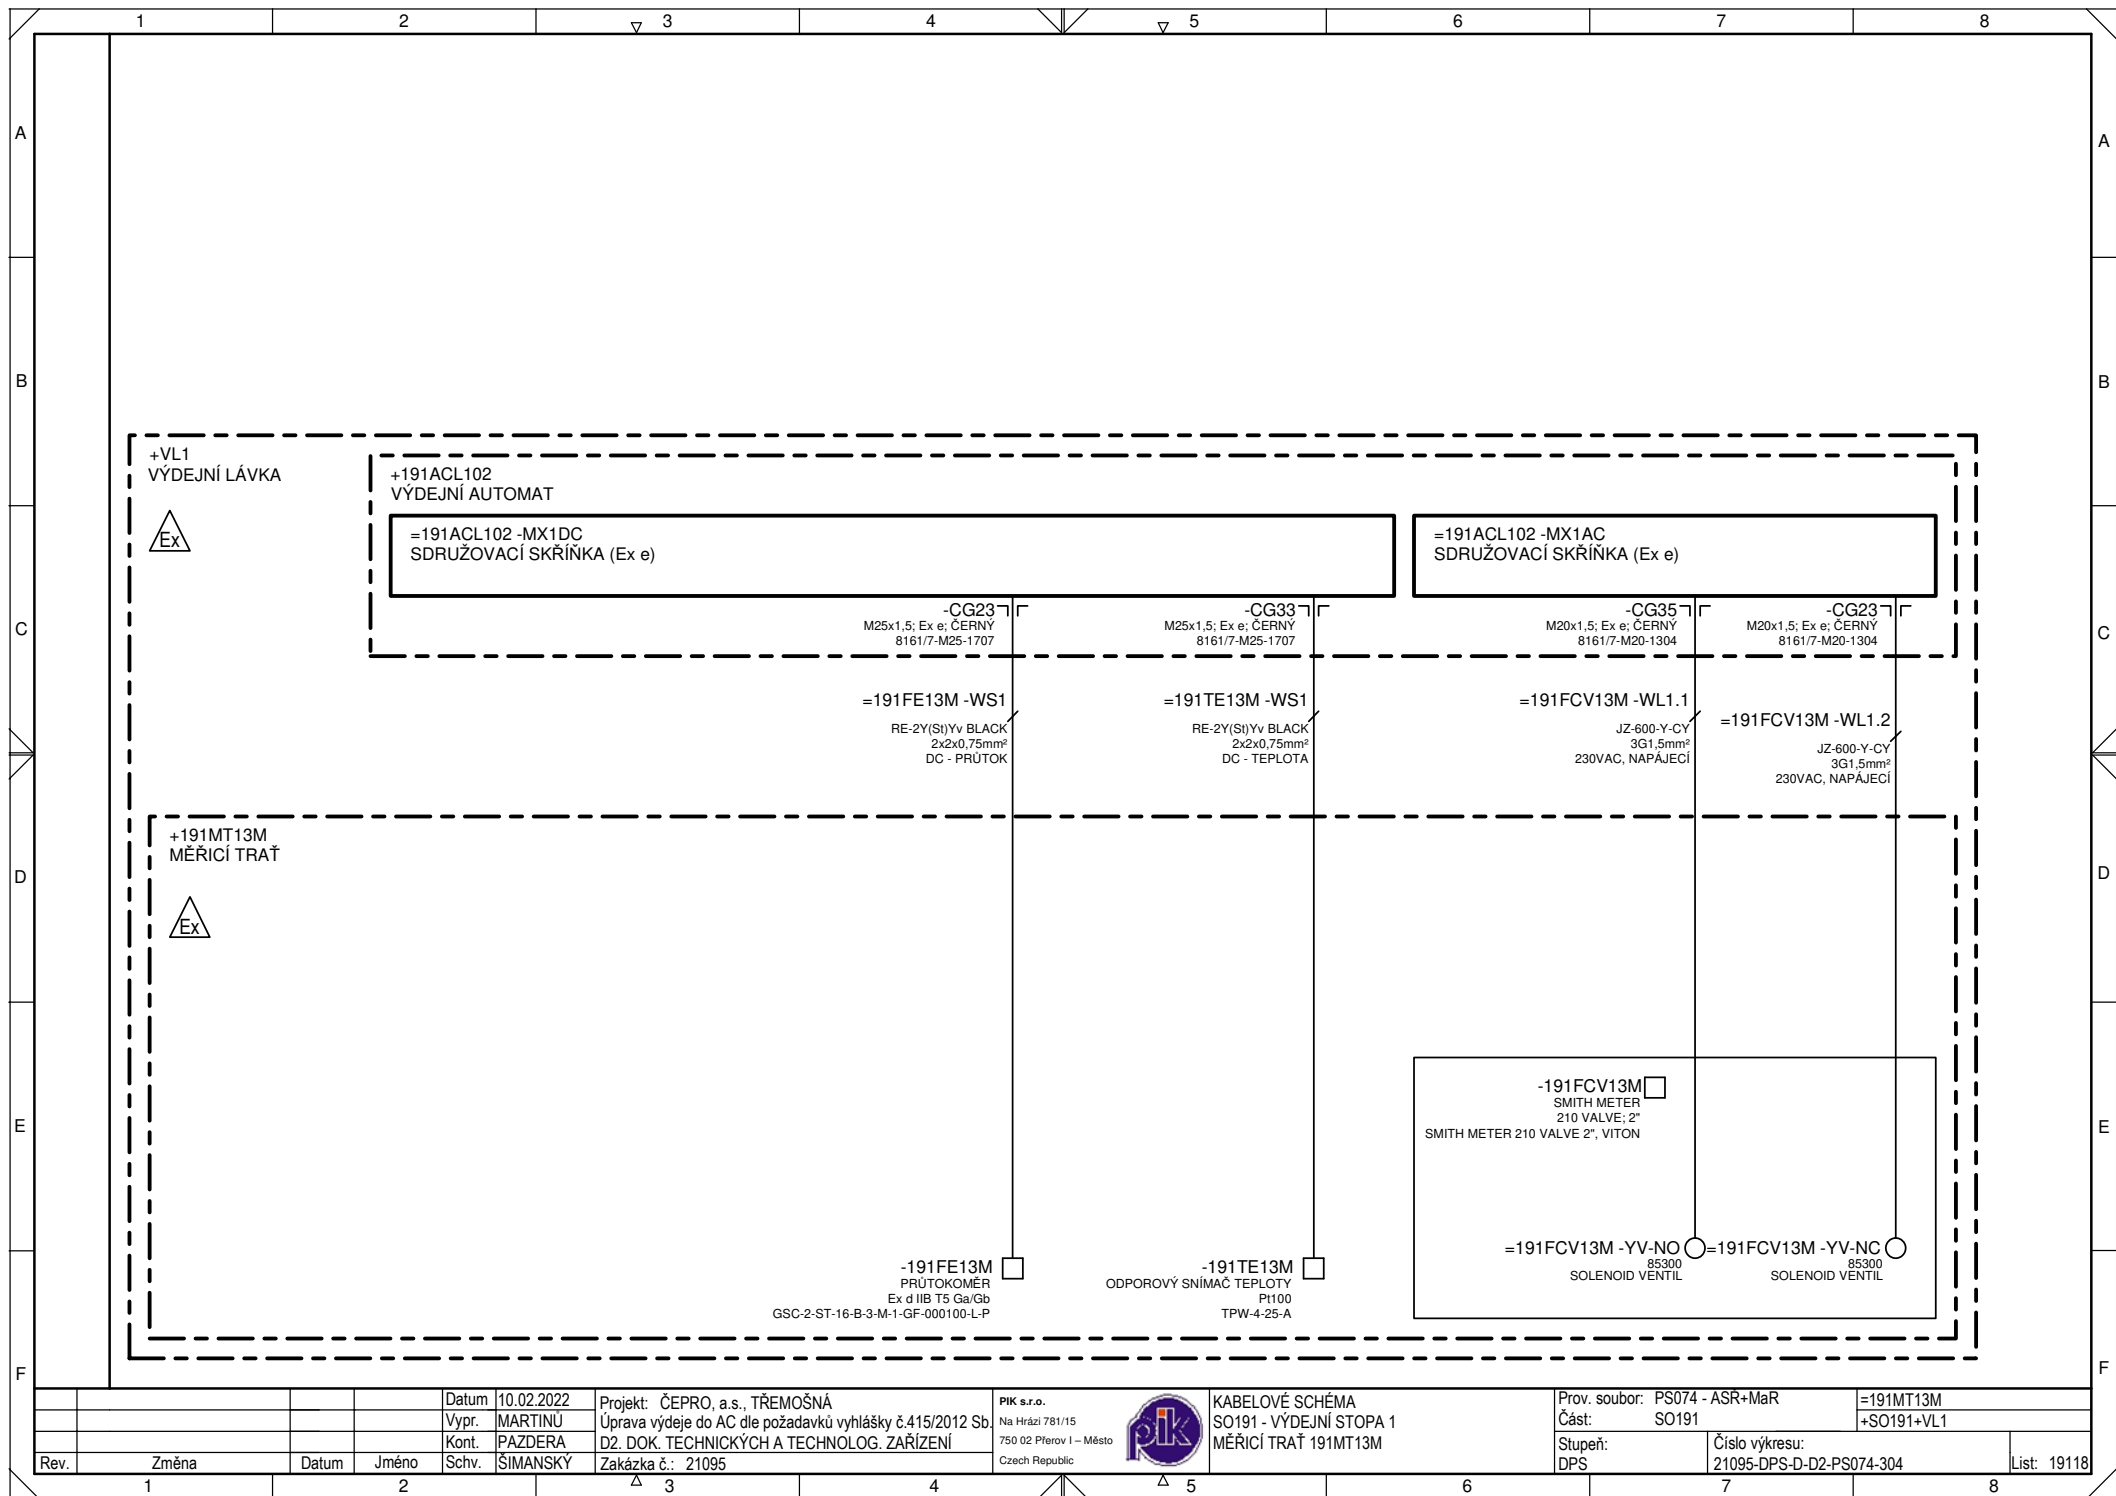 1 2 3 4 5 6 7 8
A A
B B
+VL1
VÝDEJNÍ LÁVKA
Ex
+191ACL102
VÝDEJNÍ AUTOMAT
=191ACL102 -MX1DC
SDRUŽOVACÍ SKŘÍŇKA (Ex e)
=191ACL102 -MX1AC
SDRUŽOVACÍ SKŘÍŇKA (Ex e)
C C
-CG23
M25x1,5; Ex e; ČERNÝ
8161/7-M25-1707
-CG33
M25x1,5; Ex e; ČERNÝ
8161/7-M25-1707
-CG35
M20x1,5; Ex e; ČERNÝ
8161/7-M20-1304
-CG23
M20x1,5; Ex e; ČERNÝ
8161/7-M20-1304
=191FE13M -WS1
RE-2Y(St)Yv BLACK
2x2x0,75mm²
DC - PRŮTOK
=191TE13M -WS1
RE-2Y(St)Yv BLACK
2x2x0,75mm²
DC - TEPLOTA
=191FCV13M -WL1.1
JZ-600-Y-CY
3G1,5mm²
230VAC, NAPÁJECÍ
=191FCV13M -WL1.2
JZ-600-Y-CY
3G1,5mm²
230VAC, NAPÁJECÍ
+191MT13M
MĚŘICÍ TRAŤ
Ex
D D
E E
-191FCV13M
SMITH METER
210 VALVE; 2"
SMITH METER 210 VALVE 2", VITON
-191FE13M
PRŮTOKOMĚR
Ex d IIB T5 Ga/Gb
GSC-2-ST-16-B-3-M-1-GF-000100-L-P
-191TE13M
ODPOROVÝ SNÍMAČ TEPLOTY
Pt100
TPW-4-25-A
=191FCV13M -YV-NO
85300
SOLENOID VENTIL
=191FCV13M -YV-NC
85300
SOLENOID VENTIL
F F
Rev. Změna Datum Jméno
Datum 10.02.2022
Vypr. MARTINŮ
Kont. PAZDERA
Schv. ŠIMANSKÝ
Projekt: ČEPRO, a.s., TŘEMOŠNÁ
Úprava výdeje do AC dle požadavků vyhlášky č.415/2012 Sb.
D2. DOK. TECHNICKÝCH A TECHNOLOG. ZAŘÍZENÍ
Zakázka č.: 21095
PIK s.r.o.
Na Hrázi 781/15
750 02 Přerov I – Město
Czech Republic
pik
KABELOVÉ SCHÉMA
SO191 - VÝDEJNÍ STOPA 1
MĚŘICÍ TRAŤ 191MT13M
Prov. soubor: PS074 - ASŘ+MaR
Část: SO191
=191MT13M
+SO191+VL1
Stupeň:
DPS
Číslo výkresu:
21095-DPS-D-D2-PS074-304
List: 19118
1 2 3 4 5 6 7 8